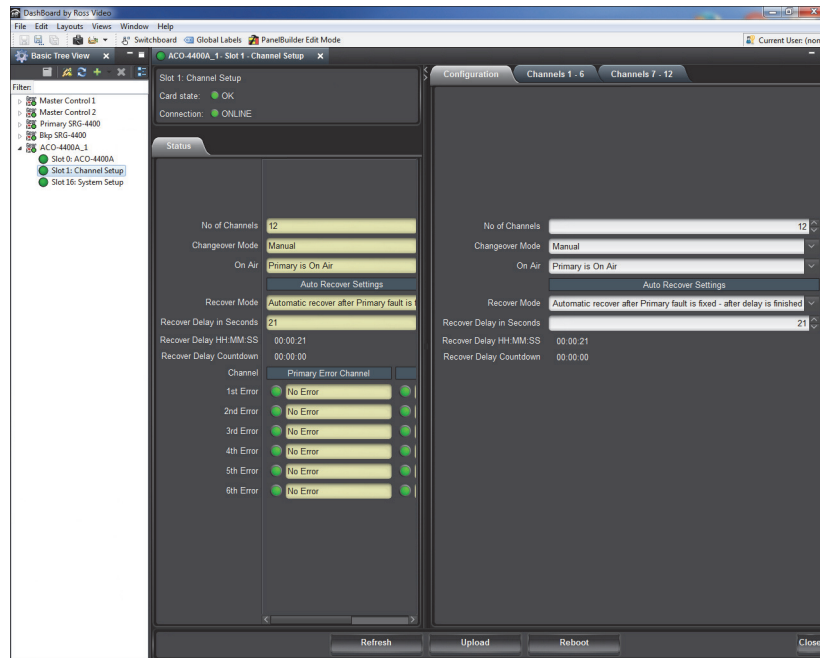 DashBoard by Ross Video
File Edit Layouts Views Window Help
Switchboard Global Labels PanelBuilder Edit Mode
Current User: (non
Basic Tree View
Filter:
Master Control 1
Master Control 2
Primary SRG-4400
Bkp SRG-4400
ACO-4400A_1
Slot 0: ACO-4400A
Slot 1: Channel Setup
Slot 16: System Setup
ACO-4400A_1 - Slot 1 - Channel Setup
Slot 1: Channel Setup
Card state: OK
Connection: ONLINE
Status
No of Channels 12
Changeover Mode Manual
On Air Primary is On Air
Auto Recover Settings
Recover Mode Automatic recover after Primary fault is
Recover Delay in Seconds 21
Recover Delay HH:MM:SS 00:00:21
Recover Delay Countdown 00:00:00
Channel Primary Error Channel
1st Error No Error
2nd Error No Error
3rd Error No Error
4th Error No Error
5th Error No Error
6th Error No Error
Configuration Channels 1 - 6 Channels 7 - 12
No of Channels 12
Changeover Mode Manual
On Air Primary is On Air
Auto Recover Settings
Recover Mode Automatic recover after Primary fault is fixed - after delay is finished
Recover Delay in Seconds 21
Recover Delay HH:MM:SS 00:00:21
Recover Delay Countdown 00:00:00
Refresh Upload Reboot Close